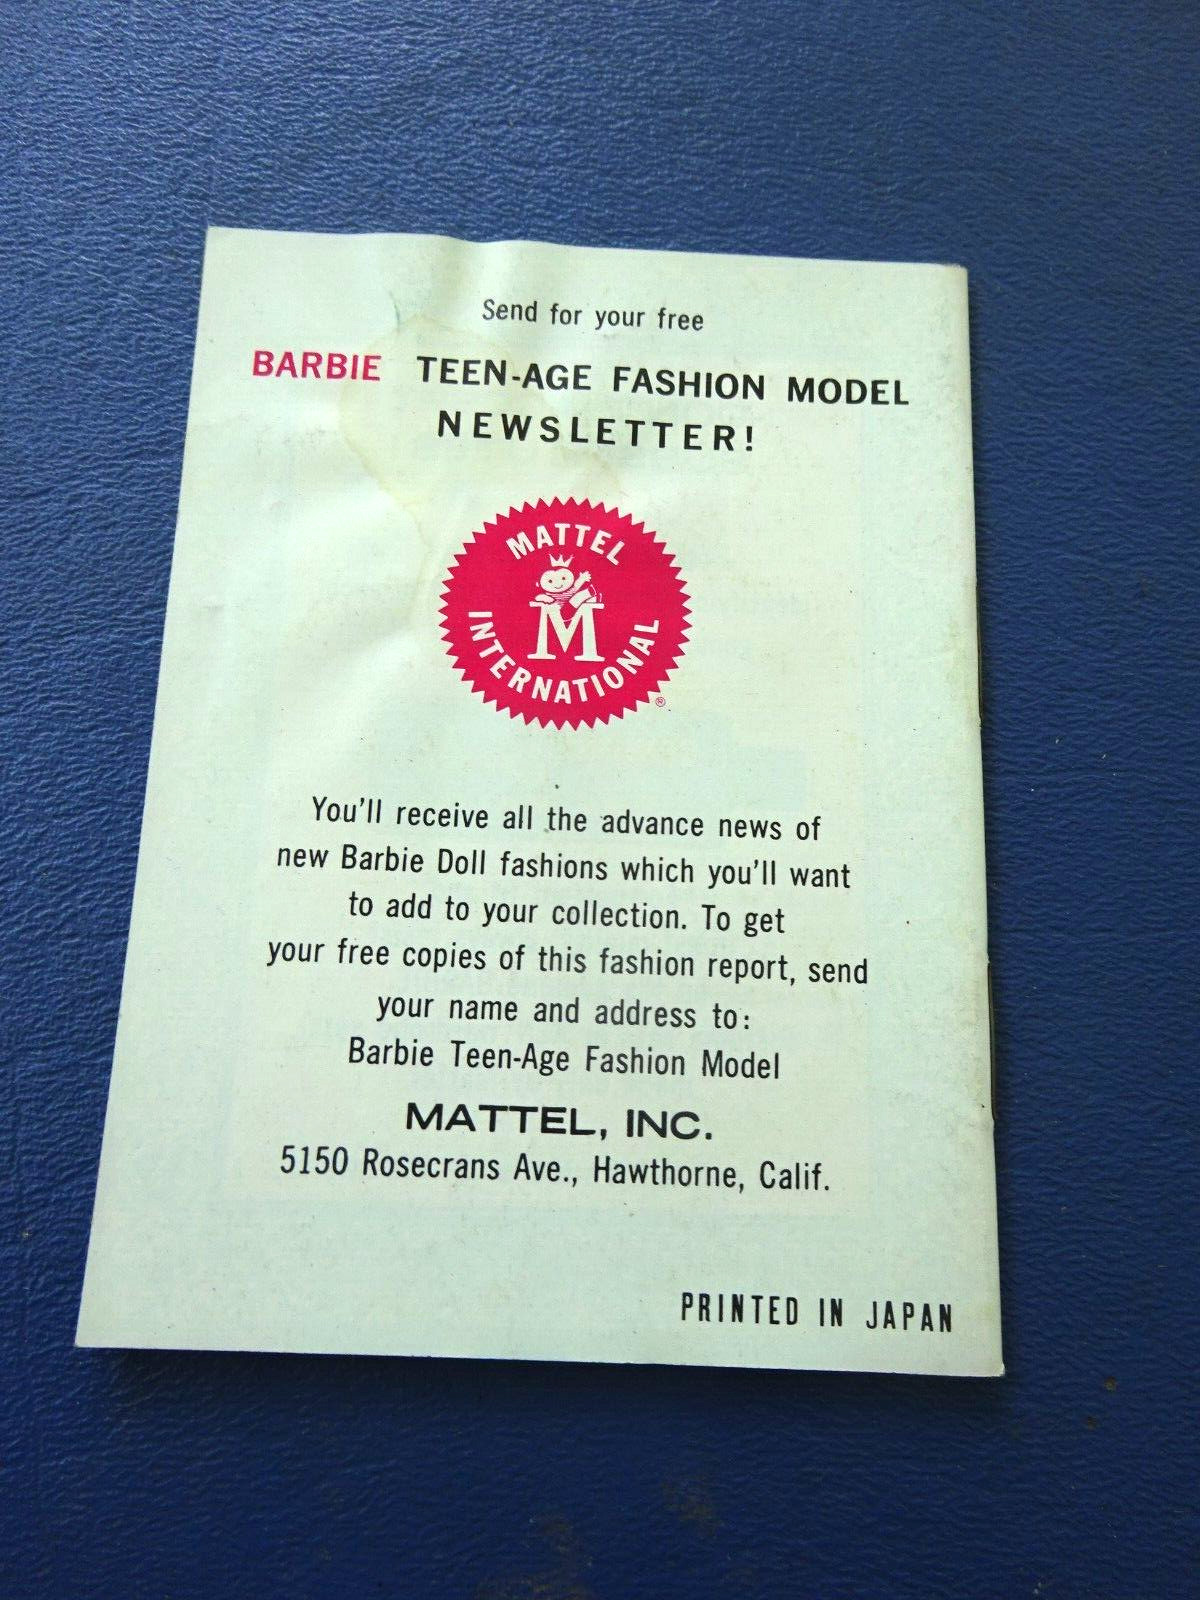 Send for your free
BARBIE TEEN-AGE FASHION MODEL
NEWSLETTER!
MATTEL
M
INTERNATIONAL
®
You'll receive all the advance news of
new Barbie Doll fashions which you'll want
to add to your collection. To get
your free copies of this fashion report, send
your name and address to:
Barbie Teen-Age Fashion Model
MATTEL, INC.
5150 Rosecrans Ave., Hawthorne, Calif.
PRINTED IN JAPAN